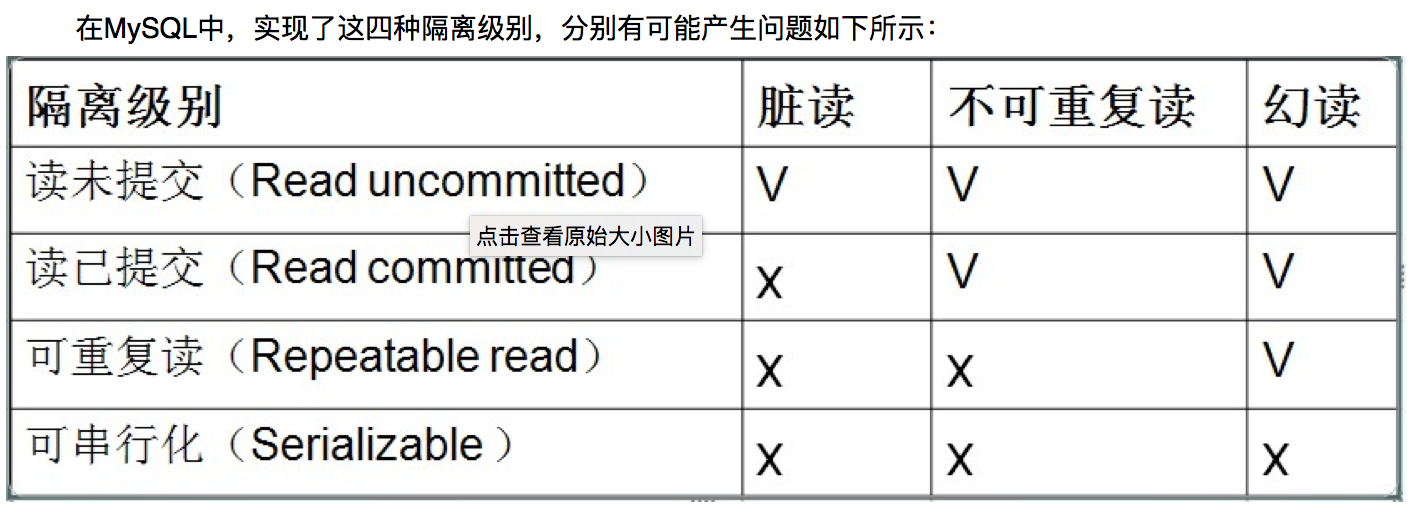 在MySQL中，实现了这四种隔离级别，分别有可能产生问题如下所示：
隔离级别 脏读 不可重复读 幻读
读未提交（Read uncommitted） V V V
点击查看原始大小图片
读已提交（Read committed） x V V
可重复读（Repeatable read） x x V
可串行化（Serializable ） x x x